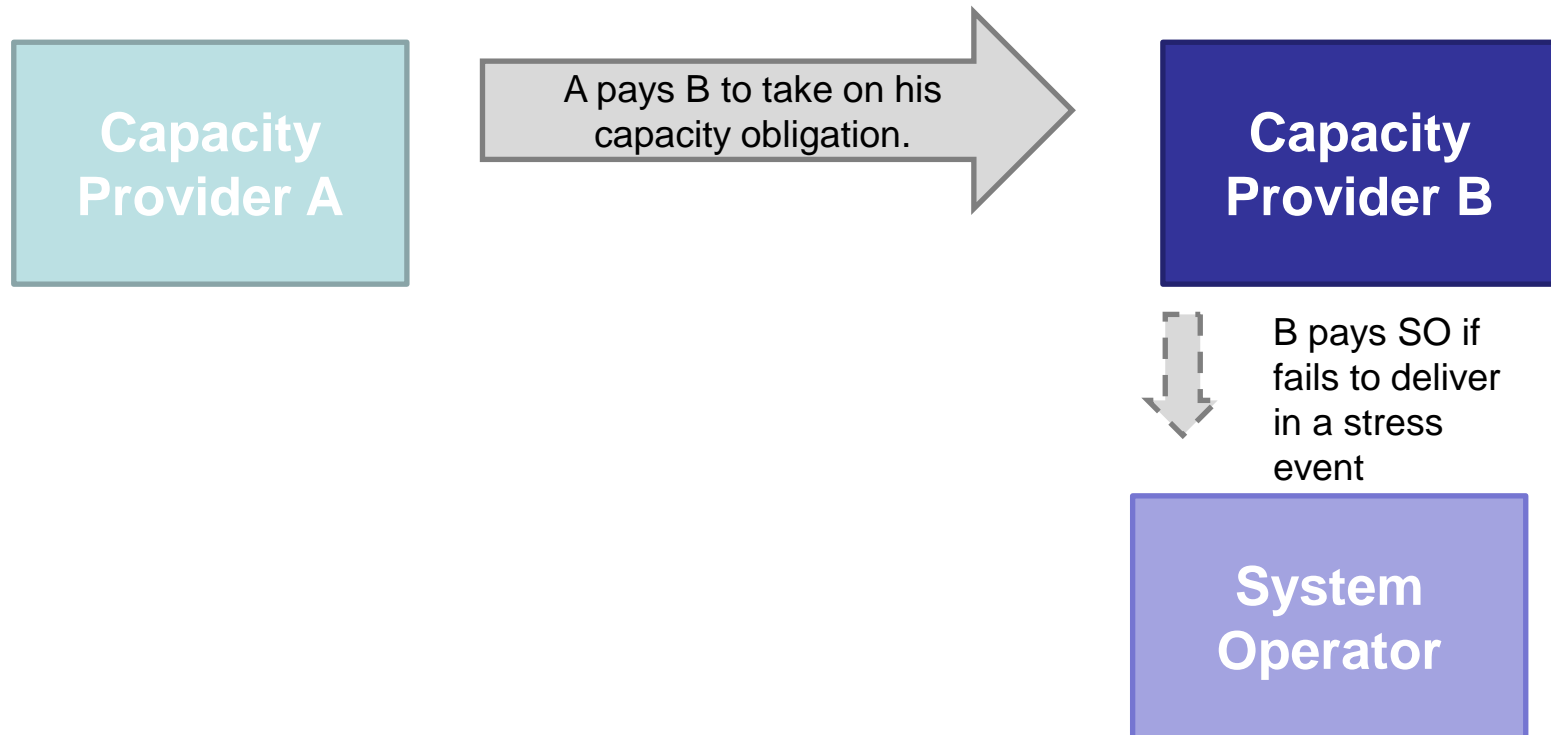 Capacity
Provider A
A pays B to take on his
capacity obligation.
Capacity
Provider B
B pays SO if
fails to deliver
in a stress
event
System
Operator